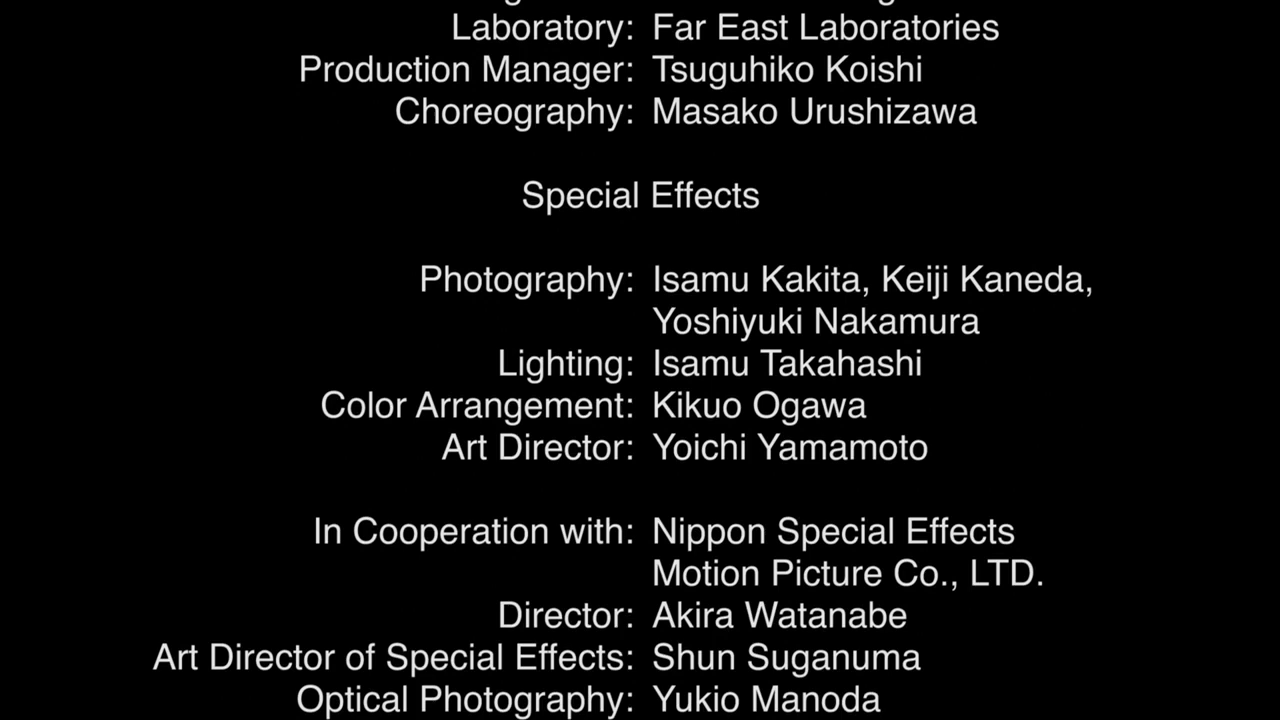 Laboratory: Far East Laboratories
Production Manager: Tsuguhiko Koishi
Choreography: Masako Urushizawa
Special Effects
Photography: Isamu Kakita, Keiji Kaneda,
Yoshiyuki Nakamura
Lighting: Isamu Takahashi
Color Arrangement: Kikuo Ogawa
Art Director: Yoichi Yamamoto
In Cooperation with: Nippon Special Effects
Motion Picture Co., LTD.
Director: Akira Watanabe
Art Director of Special Effects: Shun Suganuma
Optical Photography: Yukio Manoda